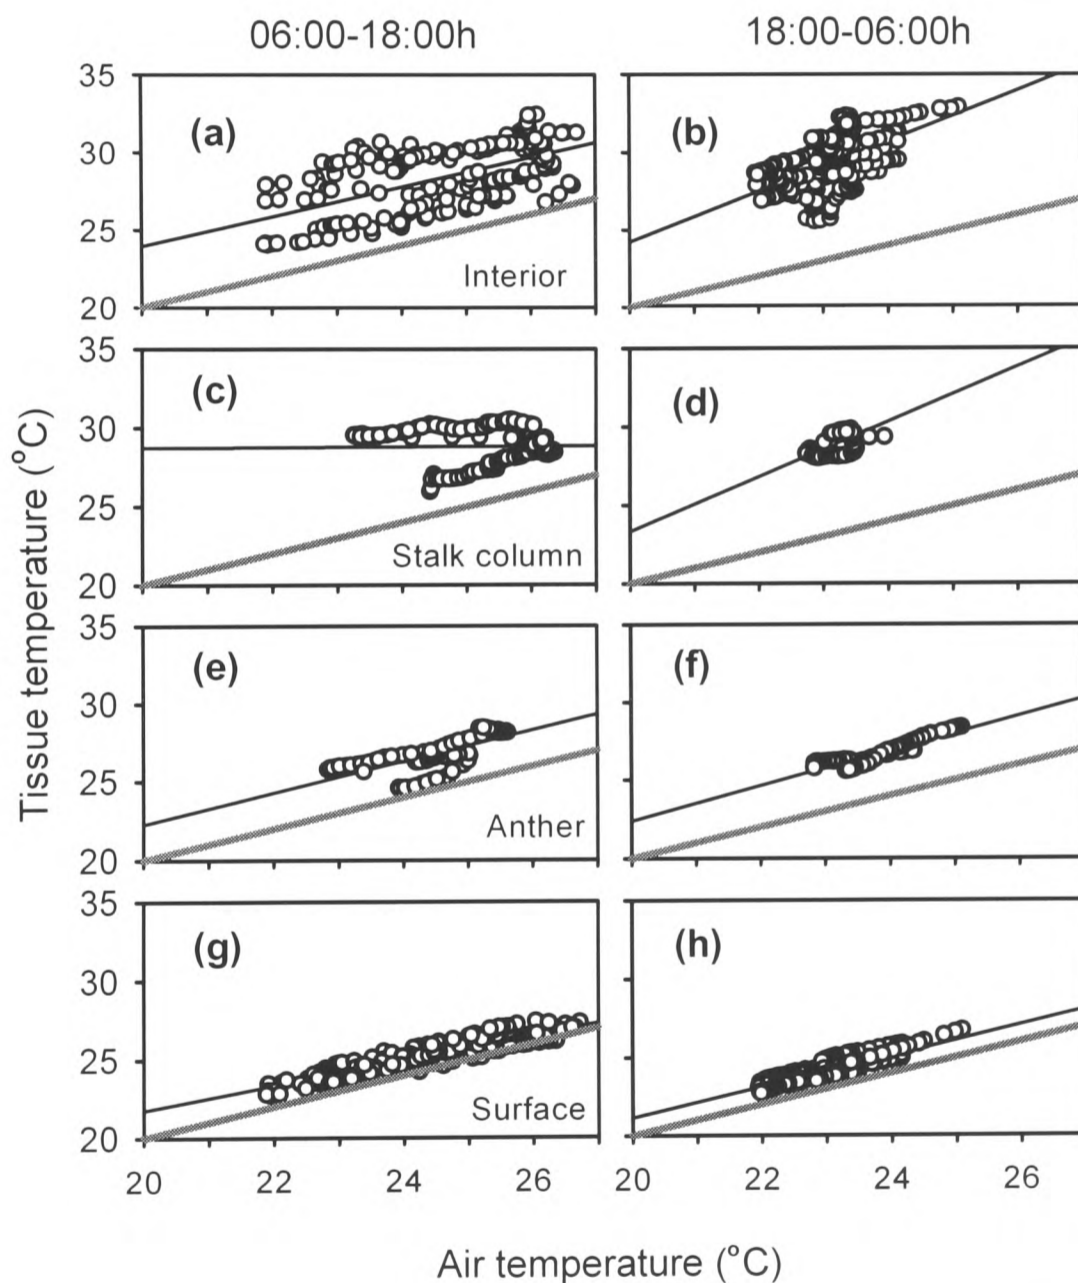 06:00-18:00h 18:00-06:00h
35
(a) (b)
30
25
Interior
20
35
(c) (d)
30
25
Stalk column
20
35
(e) (f)
30
25
Anther
20
35
(g) (h)
30
25
Surface
20
20 22 24 26 20 22 24 26
Tissue temperature (°C)
Air temperature (°C)